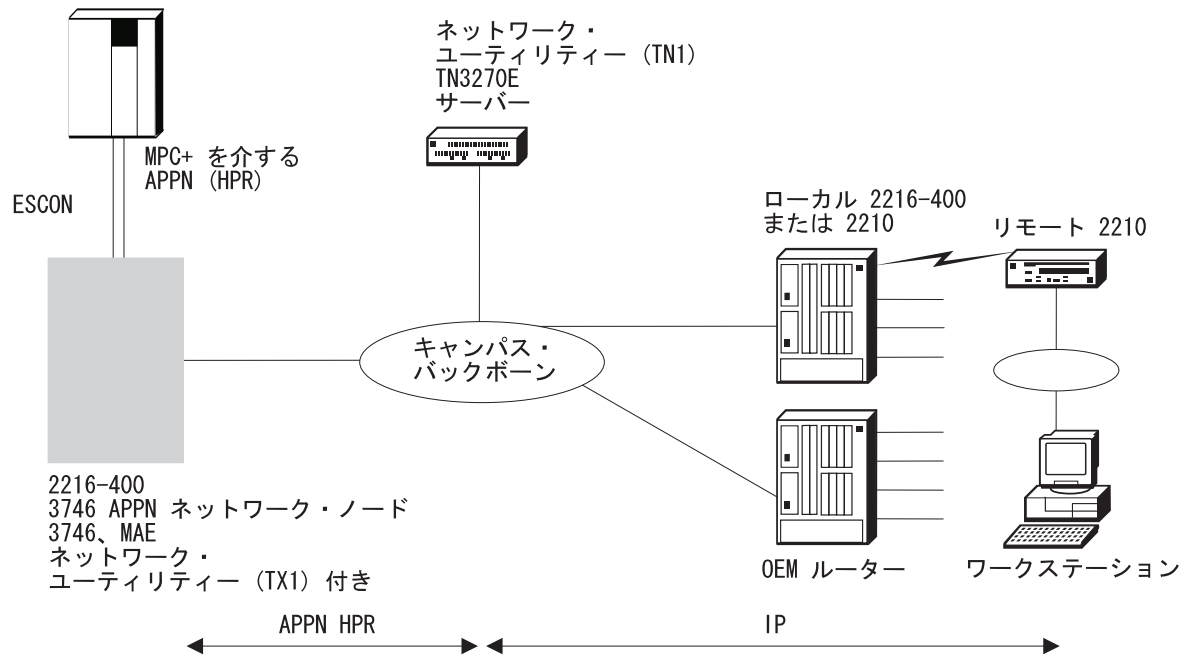 ネットワーク・
ユーティリティー (TN1)
TN3270E
サーバー
MPC+ を介する
APPN (HPR)
ESCON
ローカル 2216-400
または 2210
リモート 2210
キャンパス・
バックボーン
2216-400
3746 APPN ネットワーク・ノード
3746、MAE
ネットワーク・
ユーティリティー (TX1) 付き
OEM ルーター
ワークステーション
APPN HPR
IP